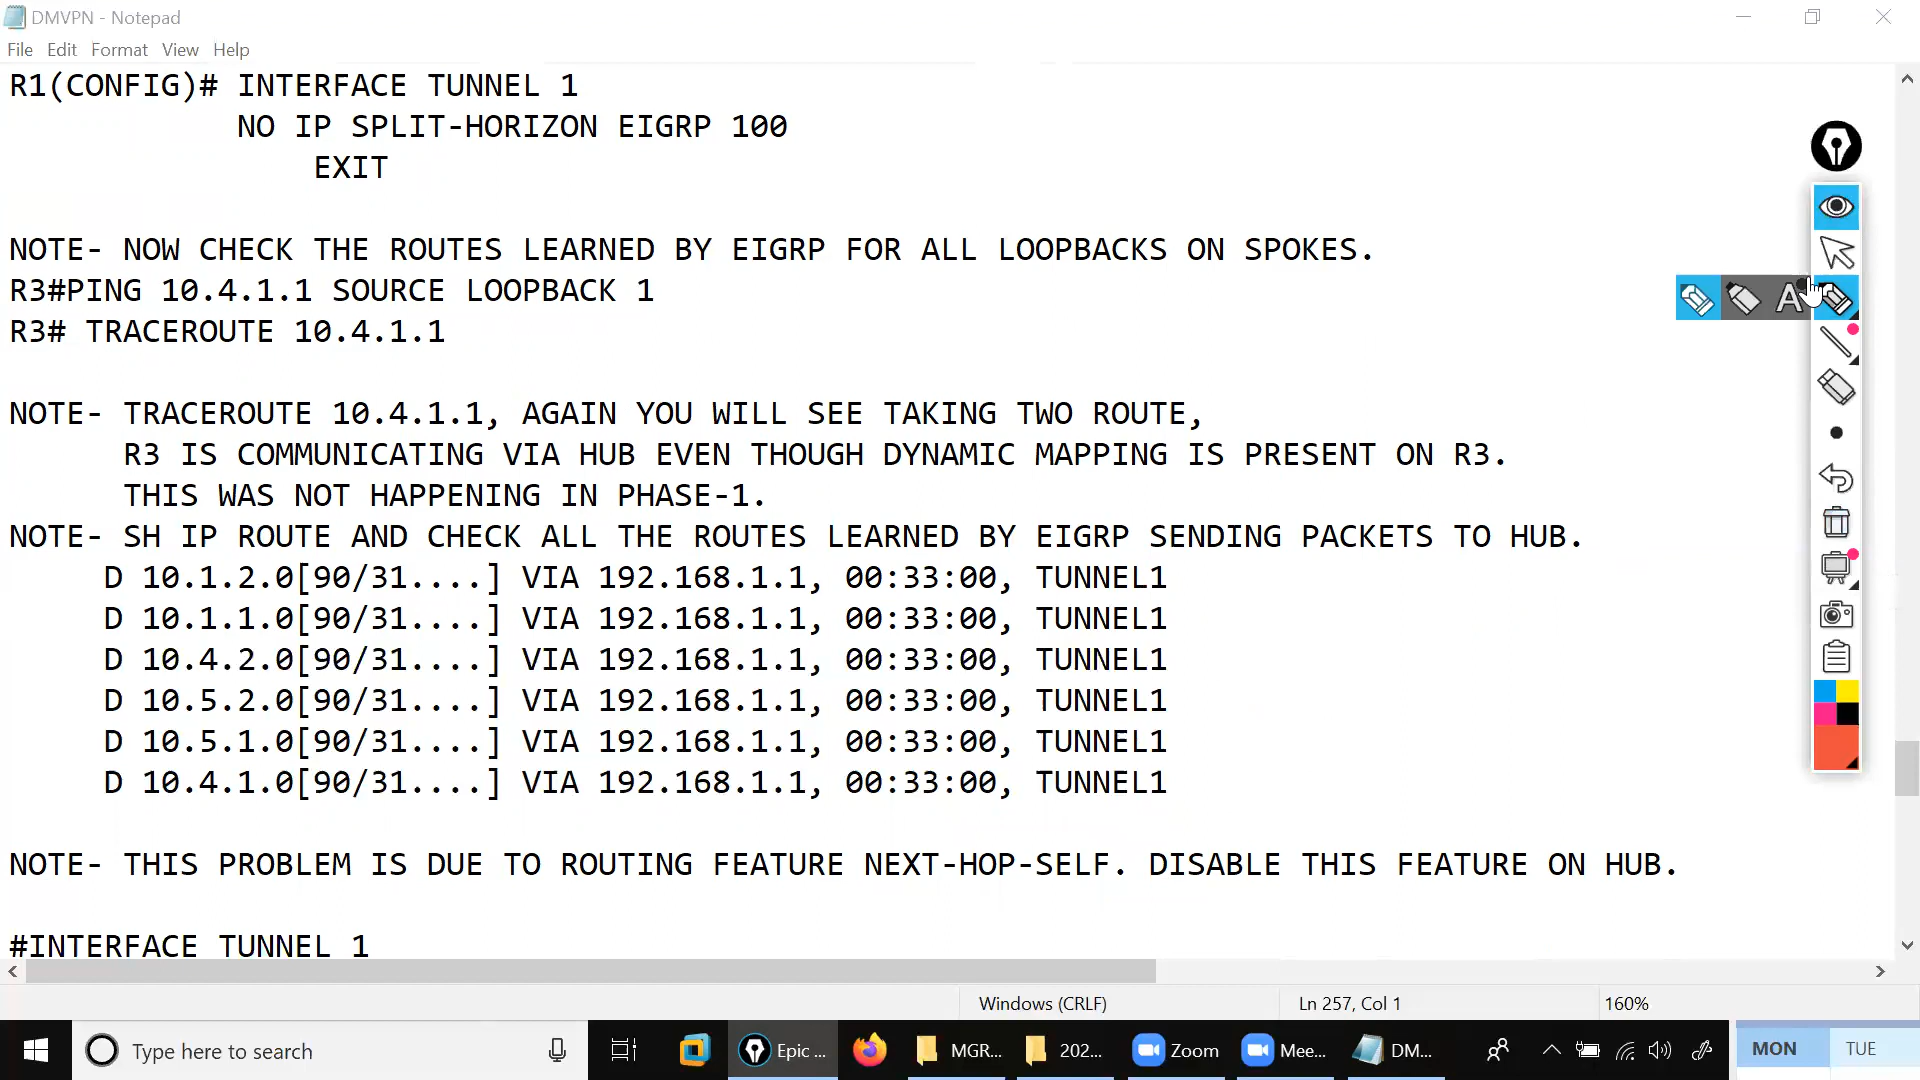 DMVPN - Notepad
File Edit Format View Help
R1(CONFIG)# INTERFACE TUNNEL 1
NO IP SPLIT-HORIZON EIGRP 100
EXIT
NOTE- NOW CHECK THE ROUTES LEARNED BY EIGRP FOR ALL LOOPBACKS ON SPOKES.
R3#PING 10.4.1.1 SOURCE LOOPBACK 1
R3# TRACEROUTE 10.4.1.1
NOTE- TRACEROUTE 10.4.1.1, AGAIN YOU WILL SEE TAKING TWO ROUTE,
R3 IS COMMUNICATING VIA HUB EVEN THOUGH DYNAMIC MAPPING IS PRESENT ON R3.
THIS WAS NOT HAPPENING IN PHASE-1.
NOTE- SH IP ROUTE AND CHECK ALL THE ROUTES LEARNED BY EIGRP SENDING PACKETS TO HUB.
D 10.1.2.0[90/31....] VIA 192.168.1.1, 00:33:00, TUNNEL1
D 10.1.1.0[90/31....] VIA 192.168.1.1, 00:33:00, TUNNEL1
D 10.4.2.0[90/31....] VIA 192.168.1.1, 00:33:00, TUNNEL1
D 10.5.2.0[90/31....] VIA 192.168.1.1, 00:33:00, TUNNEL1
D 10.5.1.0[90/31....] VIA 192.168.1.1, 00:33:00, TUNNEL1
D 10.4.1.0[90/31....] VIA 192.168.1.1, 00:33:00, TUNNEL1
NOTE- THIS PROBLEM IS DUE TO ROUTING FEATURE NEXT-HOP-SELF. DISABLE THIS FEATURE ON HUB.
#INTERFACE TUNNEL 1
A
Windows (CRLF) Ln 257, Col 1 160%
Type here to search Epic ... MGR... 202... Zoom Mee... DM... MON TUE